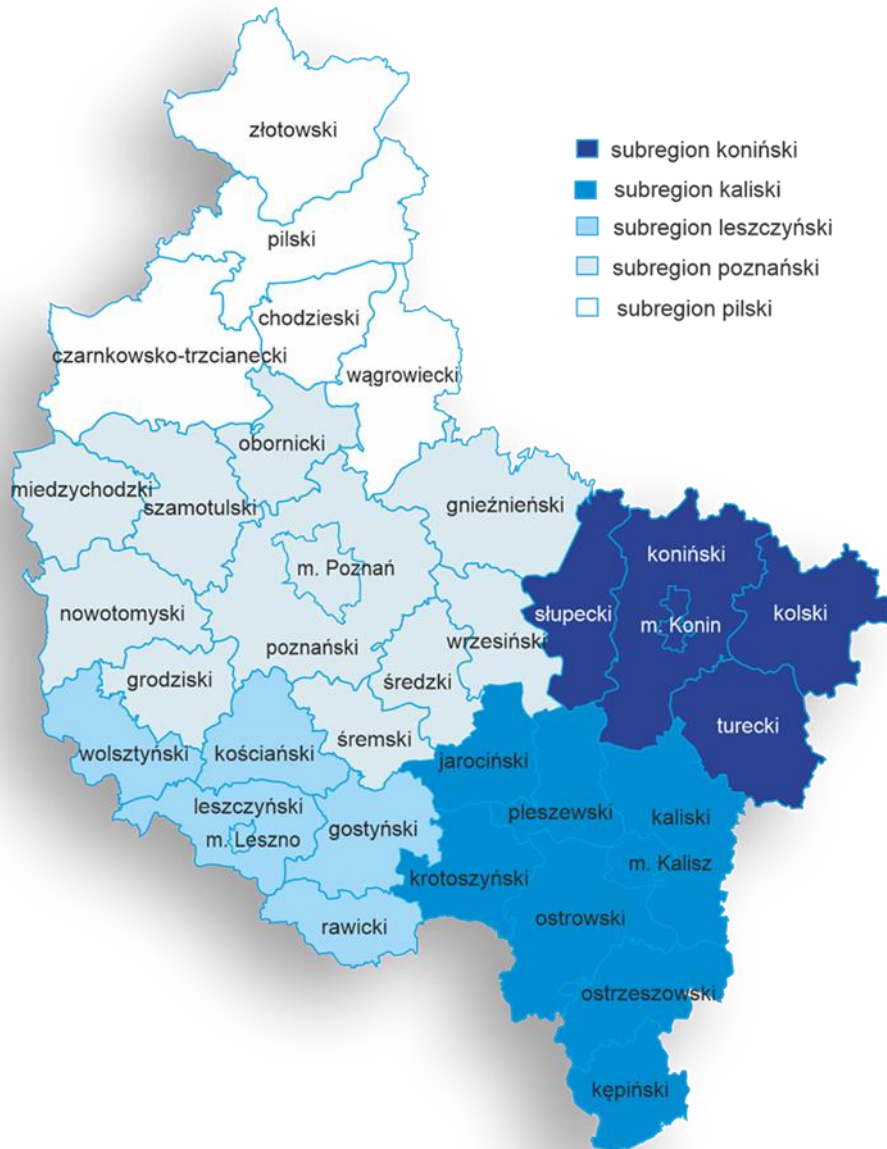 złotowski
pilski
chodzieski
czarnkowsko-trzcianecki
wągrowiecki
obornicki
miedzychodzki
szamotulski
gnieźnieński
m. Poznań
nowotomyski
poznański
wrzesiński
grodziski
średzki
śremski
wolsztyński
kościański
leszczyński
m. Leszno
gostyński
rawicki
słupecki
koniński
m. Konin
kolski
turecki
jarociński
pleszewski
kaliski
m. Kalisz
krotoszyński
ostrowski
ostrzeszowski
kępiński
subregion koniński
subregion kaliski
subregion leszczyński
subregion poznański
subregion pilski